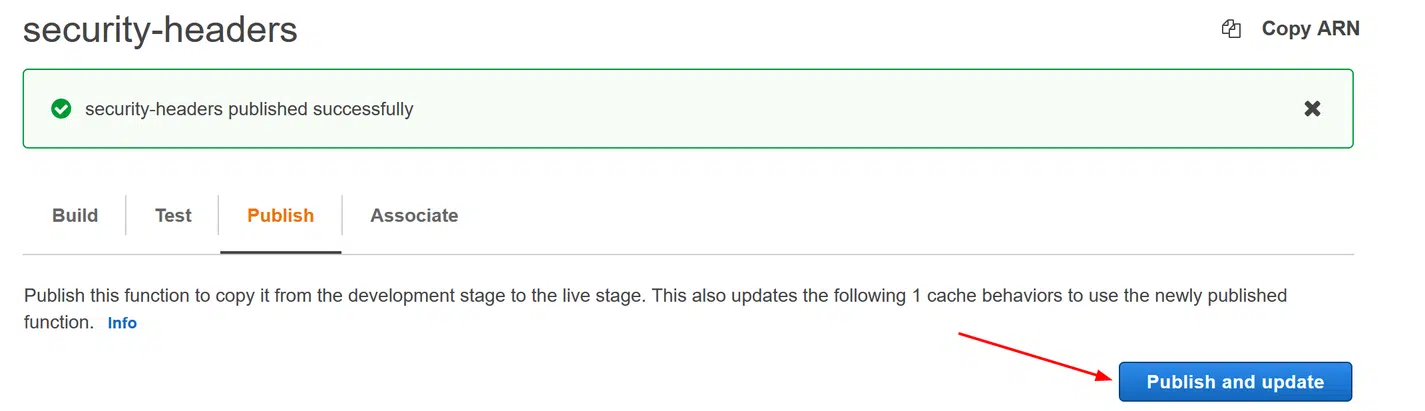 security-headers
Copy ARN
security-headers published successfully
Build
Test
Publish
Associate
Publish this function to copy it from the development stage to the live stage. This also updates the following 1 cache behaviors to use the newly published
function. Info
Publish and update